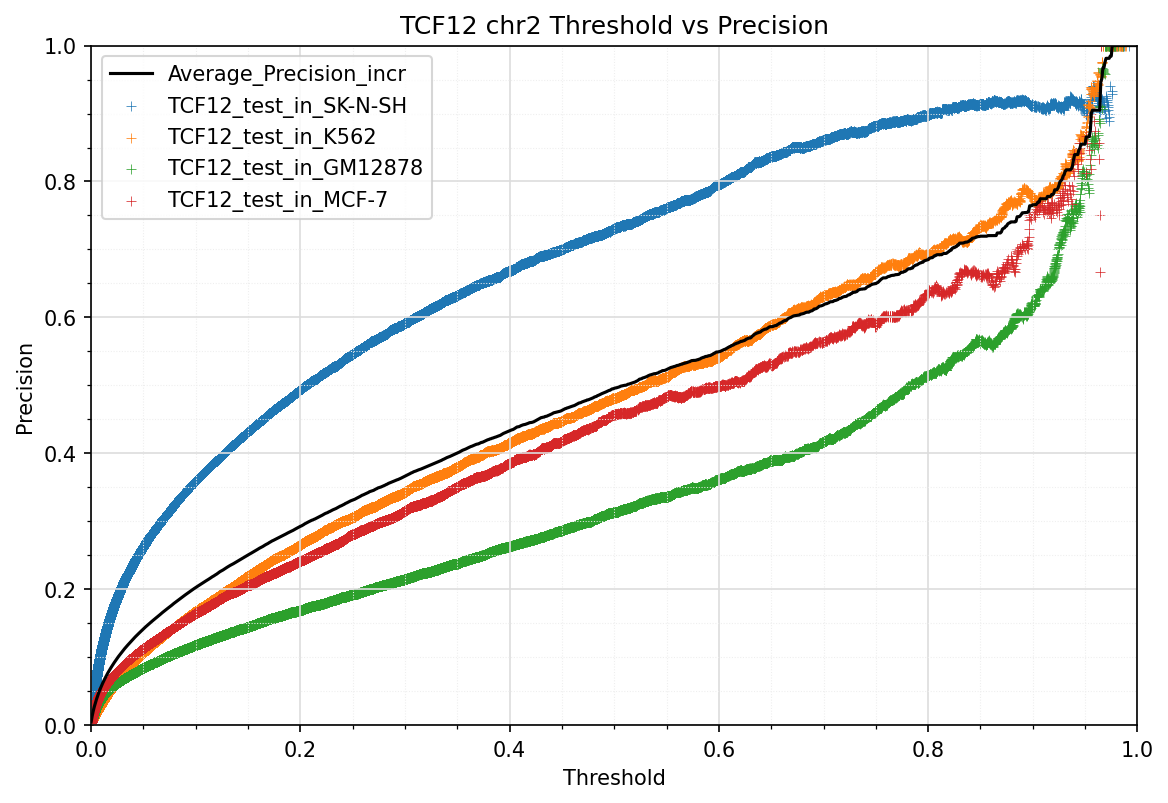 TCF12 chr2 Threshold vs Precision
Average_Precision_incr
TCF12_test_in_SK-N-SH
TCF12_test_in_K562
TCF12_test_in_GM12878
TCF12_test_in_MCF-7
1.0
0.8
0.6
0.4
0.2
0.0
Precision
0.0 0.2 0.4 0.6 0.8 1.0
Threshold